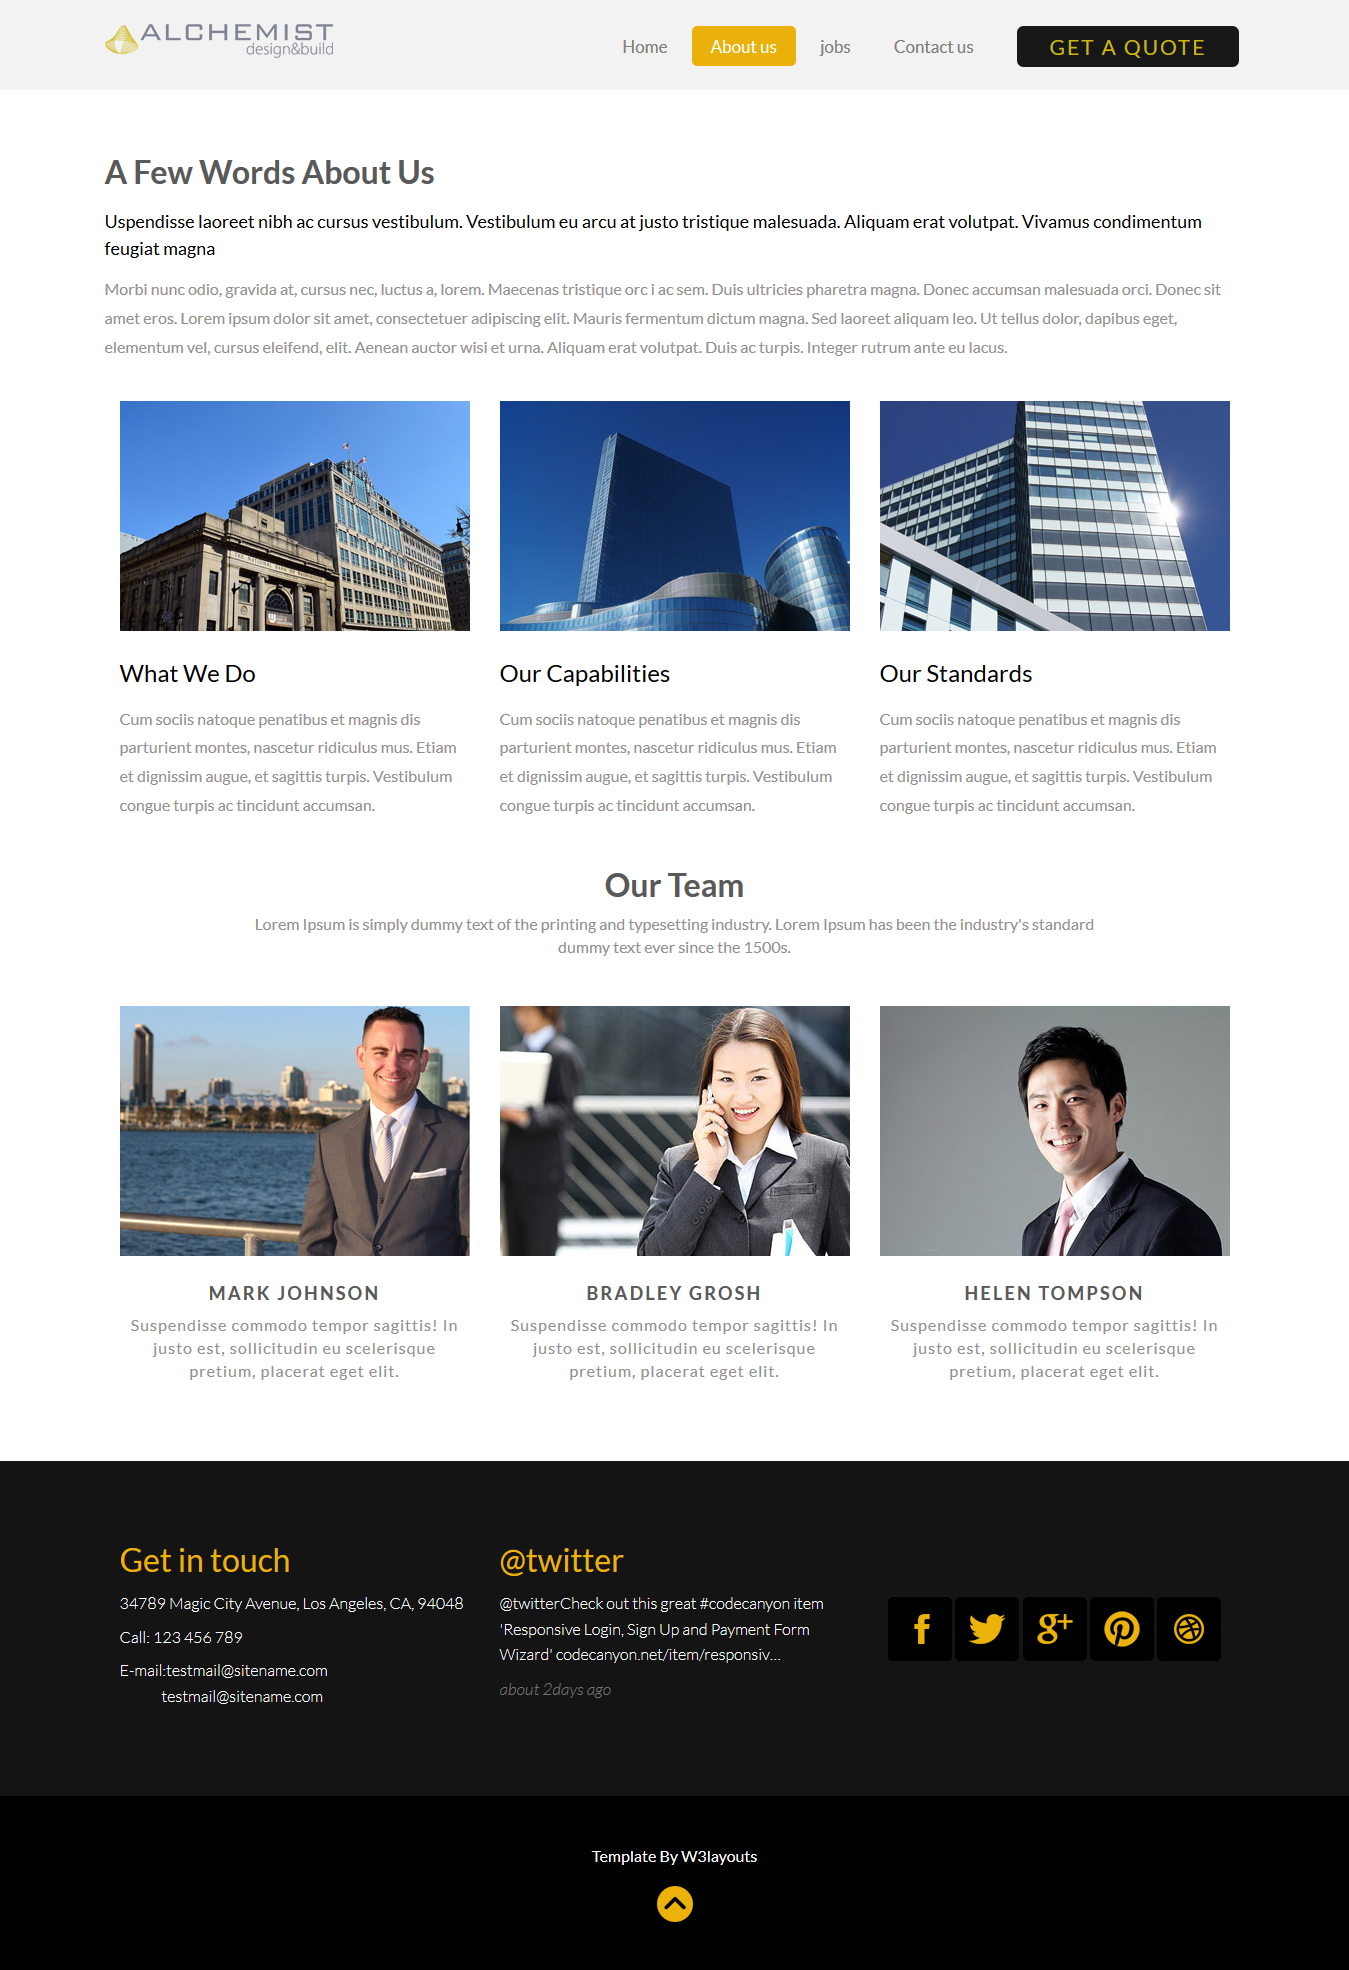 ALCHEMIST
design&build
Home
About us
jobs
Contact us
GET A QUOTE
A Few Words About Us
Uspendisse laoreet nibh ac cursus vestibulum. Vestibulum eu arcu at justo tristique malesuada. Aliquam erat volutpat. Vivamus condimentum
feugiat magna
Morbi nunc odio, gravida at, cursus nec, luctus a, lorem. Maecenas tristique orc i ac sem. Duis ultricies pharetra magna. Donec accumsan malesuada orci. Donec sit
amet eros. Lorem ipsum dolor sit amet, consectetuer adipiscing elit. Mauris fermentum dictum magna. Sed laoreet aliquam leo. Ut tellus dolor, dapibus eget,
elementum vel, cursus eleifend, elit. Aenean auctor wisi et urna. Aliquam erat volutpat. Duis ac turpis. Integer rutrum ante eu lacus.
What We Do
Cum sociis natoque penatibus et magnis dis
parturient montes, nascetur ridiculus mus. Etiam
et dignissim augue, et sagittis turpis. Vestibulum
congue turpis ac tincidunt accumsan.
Our Capabilities
Cum sociis natoque penatibus et magnis dis
parturient montes, nascetur ridiculus mus. Etiam
et dignissim augue, et sagittis turpis. Vestibulum
congue turpis ac tincidunt accumsan.
Our Standards
Cum sociis natoque penatibus et magnis dis
parturient montes, nascetur ridiculus mus. Etiam
et dignissim augue, et sagittis turpis. Vestibulum
congue turpis ac tincidunt accumsan.
Our Team
Lorem Ipsum is simply dummy text of the printing and typesetting industry. Lorem Ipsum has been the industry's standard
dummy text ever since the 1500s.
MARK JOHNSON
Suspendisse commodo tempor sagittis! In
justo est, sollicitudin eu scelerisque
pretium, placerat eget elit.
BRADLEY GROSH
Suspendisse commodo tempor sagittis! In
justo est, sollicitudin eu scelerisque
pretium, placerat eget elit.
HELEN TOMPSON
Suspendisse commodo tempor sagittis! In
justo est, sollicitudin eu scelerisque
pretium, placerat eget elit.
Get in touch
34789 Magic City Avenue, Los Angeles, CA, 94048
Call: 123 456 789
E-mail:testmail@sitename.com
testmail@sitename.com
@twitter
@twitterCheck out this great #codecanyon item
'Responsive Login, Sign Up and Payment Form
Wizard' codecanyon.net/item/responsiv...
about 2days ago
Template By W3layouts